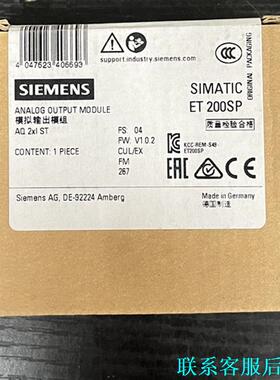 4 047623 406693
support.industry.siemens.com
ORIGINAL PACKAGING
SIEMENS
SIMATIC
ET 200SP
ANALOG OUTPUT MODULE
模拟输出模组
AQ 2xI ST
CONTENT: 1 PIECE
FS: 04
FW: V1.0.2
CUL/EX
FM
267
质量检验合格
KCC-REM-S49-
ET200SP
EAC
Siemens AG, DE-92224 Amberg
Made in Germany
德国制造
联系客服后